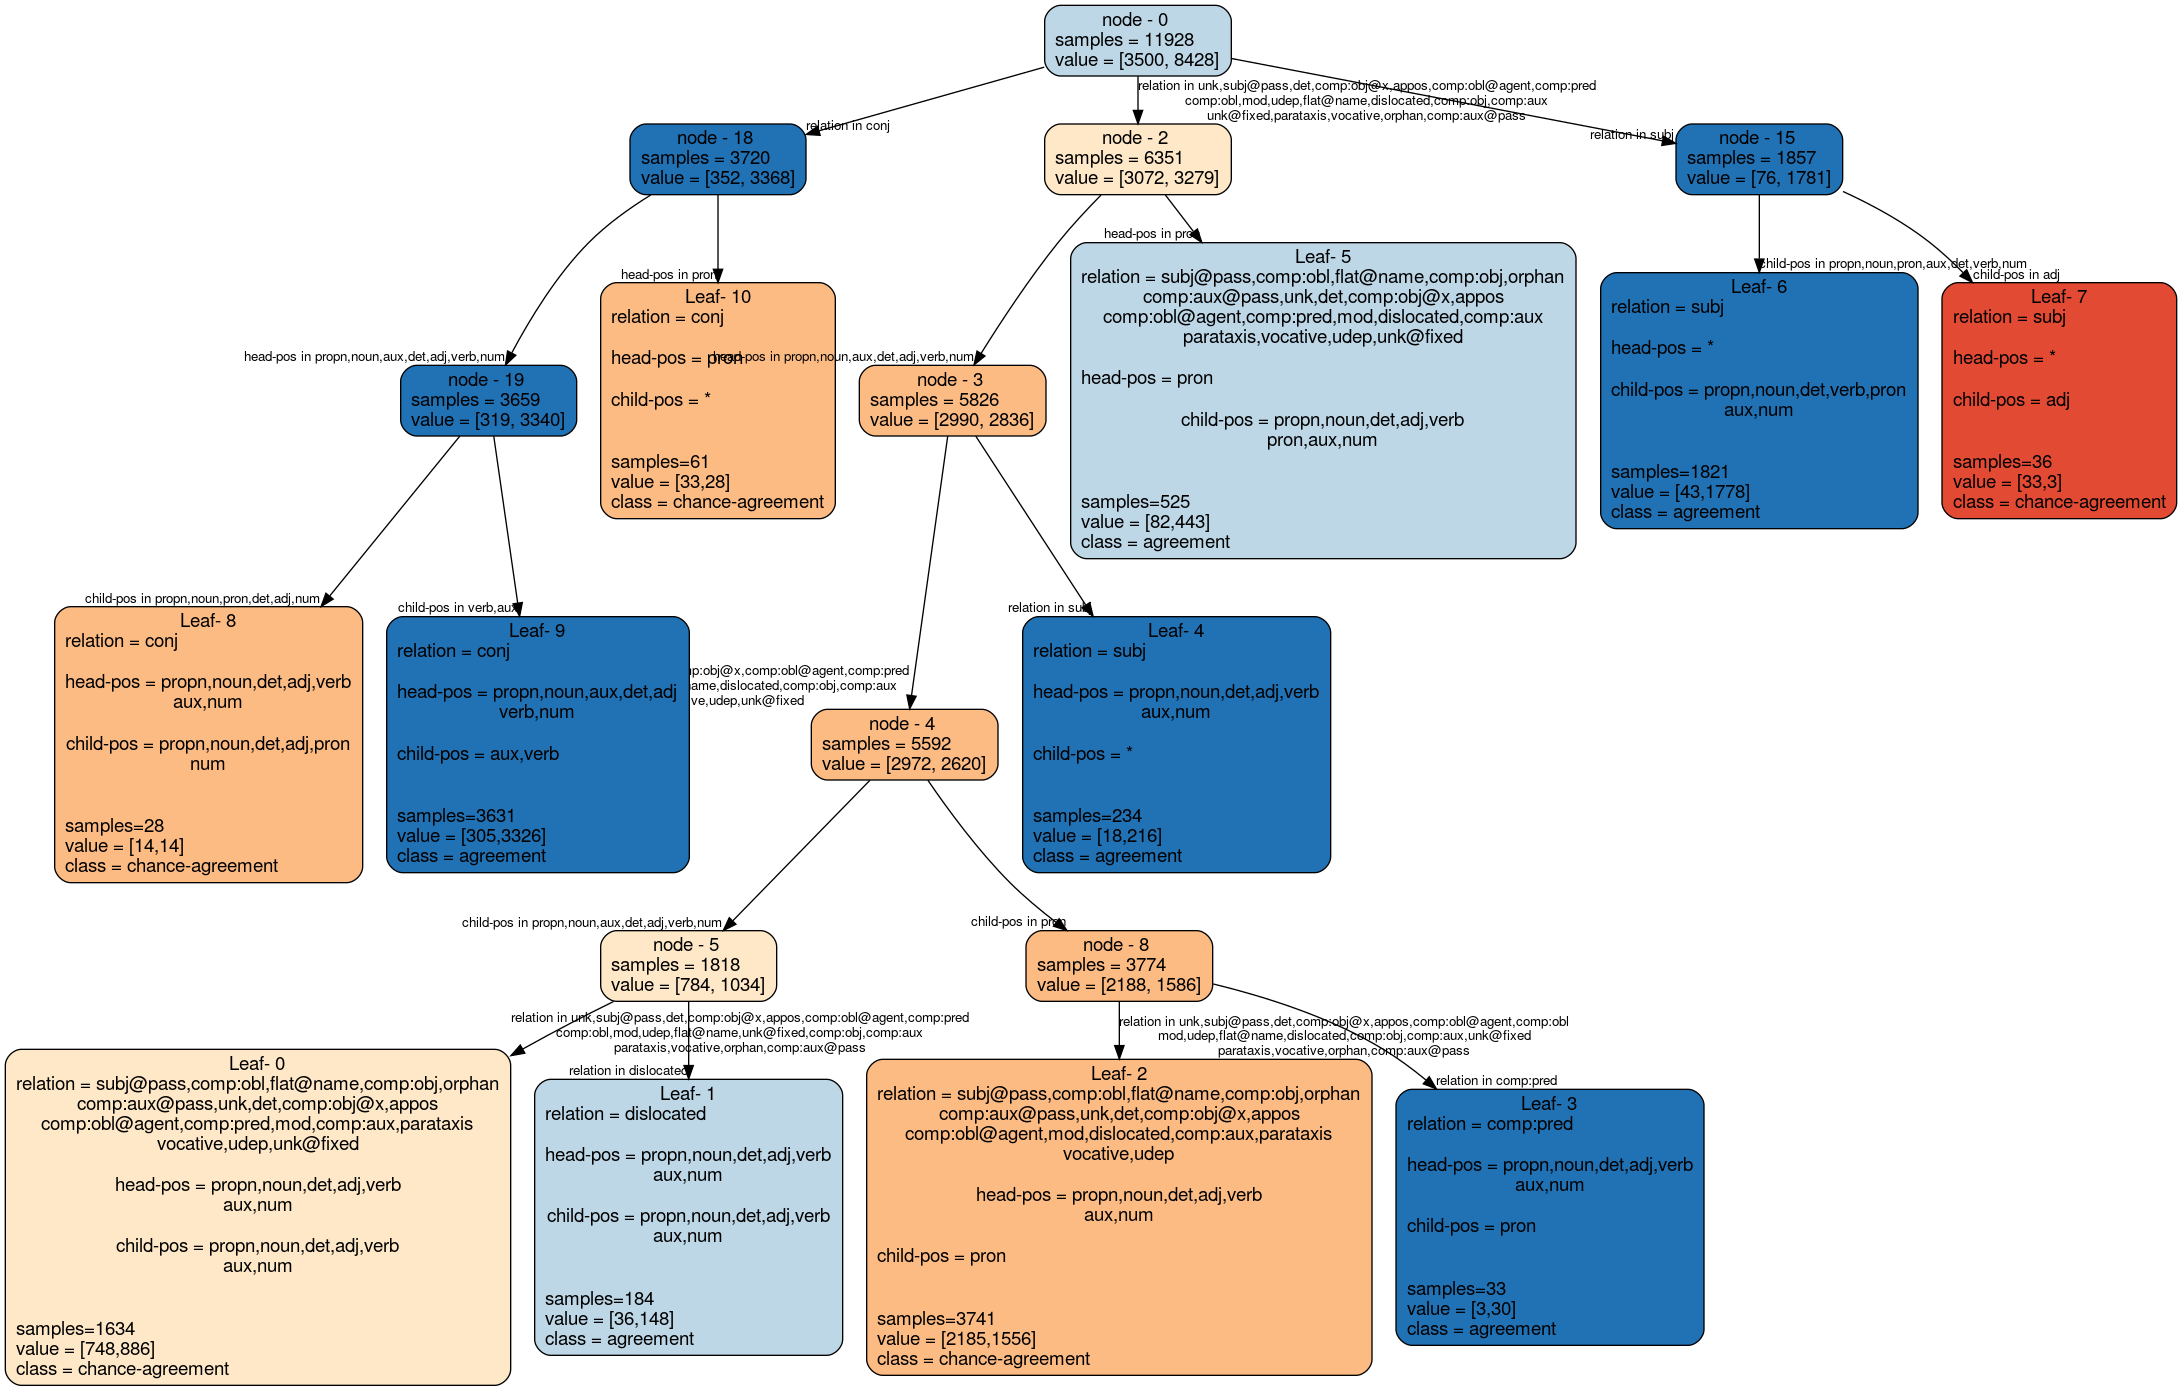 node - 0
samples = 11928
value = [3500, 8428]
relation in conj
relation in unk,subj@pass,det,comp:obj@x,appos,comp:obl@agent,comp:pred
comp:obl,mod,udep,flat@name,dislocated,comp:obj,comp:aux
unk@fixed,parataxis,vocative,orphan,comp:aux@pass
relation in subj
node - 18
samples = 3720
value = [352, 3368]
node - 2
samples = 6351
value = [3072, 3279]
node - 15
samples = 1857
value = [76, 1781]
head-pos in propn,noun,aux,det,adj,verb,num
head-pos in pron
head-pos in propn,noun,aux,det,adj,verb,num
head-pos in pron
child-pos in propn,noun,pron,aux,det,verb,num
child-pos in adj
node - 19
samples = 3659
value = [319, 3340]
Leaf- 10
relation = conj
head-pos = pron
child-pos = *
samples=61
value = [33,28]
class = chance-agreement
node - 3
samples = 5826
value = [2990, 2836]
Leaf- 5
relation = subj@pass,comp:obl,flat@name,comp:obj,orphan
comp:aux@pass,unk,det,comp:obj@x,appos
comp:obl@agent,comp:pred,mod,dislocated,comp:aux
parataxis,vocative,udep,unk@fixed
head-pos = pron
child-pos = propn,noun,det,adj,verb
pron,aux,num
samples=525
value = [82,443]
class = agreement
Leaf- 6
relation = subj
head-pos = *
child-pos = propn,noun,det,verb,pron
aux,num
samples=1821
value = [43,1778]
class = agreement
Leaf- 7
relation = subj
head-pos = *
child-pos = adj
samples=36
value = [33,3]
class = chance-agreement
child-pos in propn,noun,pron,det,adj,num
child-pos in verb,aux
:obj@x,comp:obl@agent,comp:pred
dislocated,comp:obj,comp:aux
udep,unk@fixed
relation in subj
Leaf- 8
relation = conj
head-pos = propn,noun,det,adj,verb
aux,num
child-pos = propn,noun,det,adj,pron
num
samples=28
value = [14,14]
class = chance-agreement
Leaf- 9
relation = conj
head-pos = propn,noun,aux,det,adj
verb,num
child-pos = aux,verb
samples=3631
value = [305,3326]
class = agreement
node - 4
samples = 5592
value = [2972, 2620]
Leaf- 4
relation = subj
head-pos = propn,noun,det,adj,verb
aux,num
child-pos = *
samples=234
value = [18,216]
class = agreement
child-pos in propn,noun,aux,det,adj,verb,num
child-pos in pron
node - 5
samples = 1818
value = [784, 1034]
node - 8
samples = 3774
value = [2188, 1586]
relation in unk,subj@pass,det,comp:obj@x,appos,comp:obl@agent,comp:pred
comp:obl,mod,udep,flat@name,unk@fixed,comp:obj,comp:aux
parataxis,vocative,orphan,comp:aux@pass
relation in dislocated
relation in unk,subj@pass,det,comp:obj@x,appos,comp:obl@agent,comp:obl
mod,udep,flat@name,dislocated,comp:obj,comp:aux,unk@fixed
parataxis,vocative,orphan,comp:aux@pass
relation in comp:pred
Leaf- 0
relation = subj@pass,comp:obl,flat@name,comp:obj,orphan
comp:aux@pass,unk,det,comp:obj@x,appos
comp:obl@agent,comp:pred,mod,comp:aux,parataxis
vocative,udep,unk@fixed
head-pos = propn,noun,det,adj,verb
aux,num
child-pos = propn,noun,det,adj,verb
aux,num
samples=1634
value = [748,886]
class = chance-agreement
Leaf- 1
relation = dislocated
head-pos = propn,noun,det,adj,verb
aux,num
child-pos = propn,noun,det,adj,verb
aux,num
samples=184
value = [36,148]
class = agreement
Leaf- 2
relation = subj@pass,comp:obl,flat@name,comp:obj,orphan
comp:aux@pass,unk,det,comp:obj@x,appos
comp:obl@agent,mod,dislocated,comp:aux,parataxis
vocative,udep
head-pos = propn,noun,det,adj,verb
aux,num
child-pos = pron
samples=3741
value = [2185,1556]
class = chance-agreement
Leaf- 3
relation = comp:pred
head-pos = propn,noun,det,adj,verb
aux,num
child-pos = pron
samples=33
value = [3,30]
class = agreement